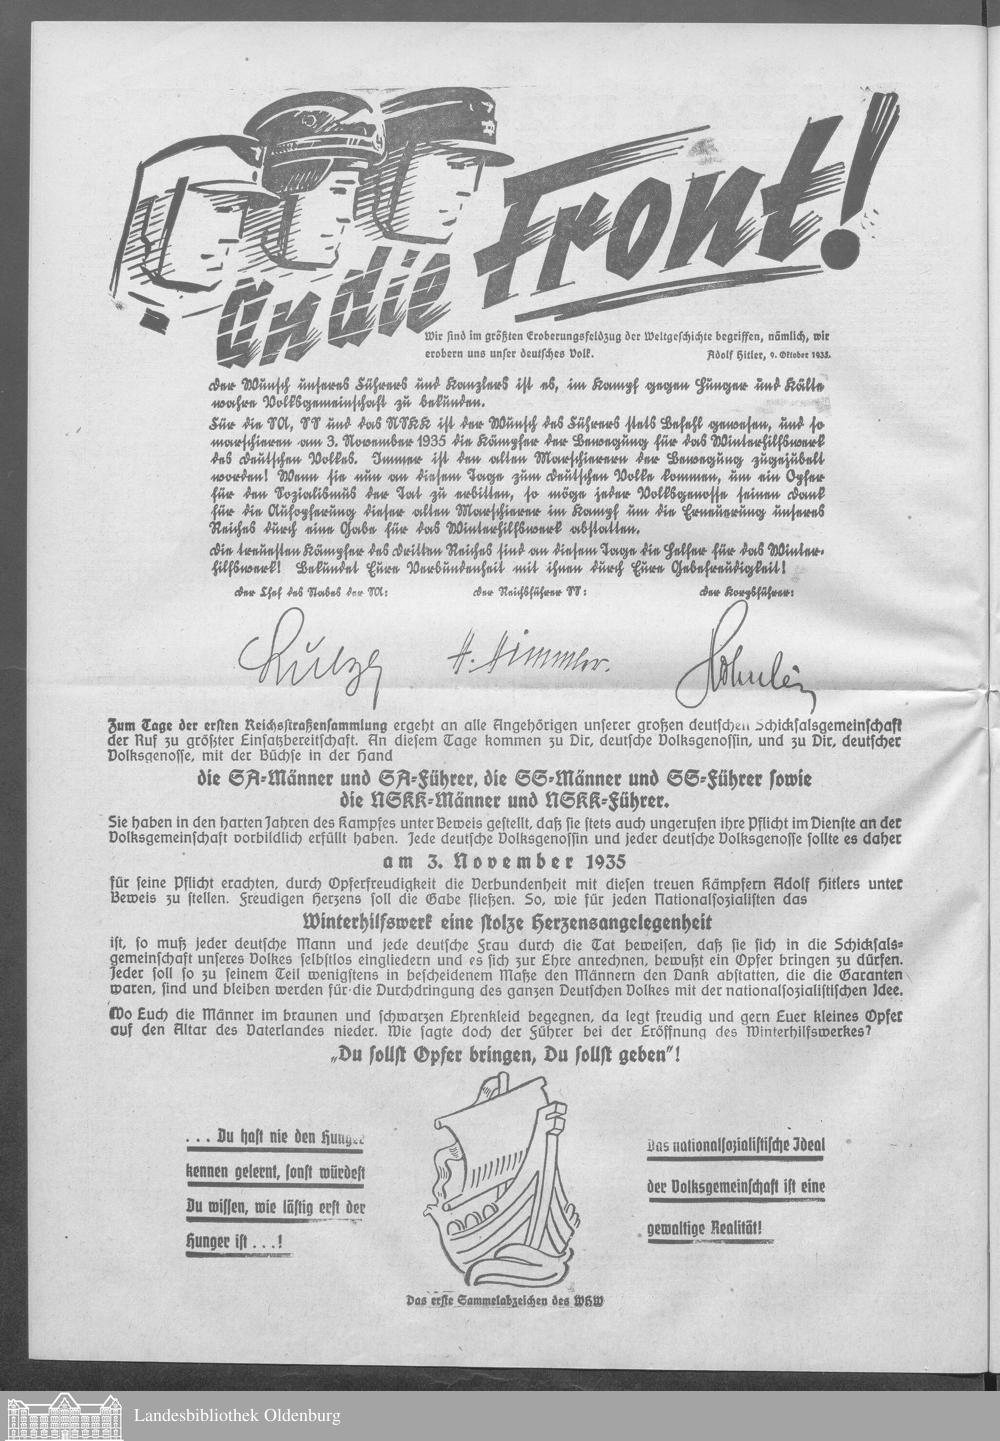 An die Front!
Wir sind im größten Eroberungsfeldzug der Weltgeschichte begriffen, nämlich, wir
erobern uns unser deutsches Volk. Adolf Hitler, 9. Oktober 1935.
Der Wunsch unseres Führers und Kanzlers ist es, im Kampf gegen Hunger und Kälte
wahre Volksgemeinschaft zu bekunden.
Für die SA, SS und das NSKK ist der Wunsch des Führers stets Befehl gewesen, und so
marschieren am 3. November 1935 die Kämpfer der Bewegung für das Winterhilfswerk
des Deutschen Volkes. Immer ist den alten Marschierern der Bewegung zugejubelt
worden! Wenn sie nun an diesem Tage zum deutschen Volke kommen, um ein Opfer
für den Sozialismus der Tat zu erbitten, so möge jeder Volksgenosse seinen Dank
für die Aufopferung dieser alten Marschierer im Kampf um die Erneuerung unseres
Reiches durch eine Gabe für das Winterhilfswerk abstatten.
Die treuesten Kämpfer des Dritten Reiches sind an diesem Tage die Helfer für das Winter-
hilfswerk! Bekundet Eure Verbundenheit mit ihnen durch Eure Gebefreudigkeit!
Der Chef des Stabes der SA: Der Reichsführer SS: Der Korpsführer:
Lutze H. Himmler. Hühnlein
Zum Tage der ersten Reichsstraßensammlung ergeht an alle Angehörigen unserer großen deutschen Schicksalsgemeinschaft
der Ruf zu größter Einsatzbereitschaft. An diesem Tage kommen zu Dir, deutsche Volksgenossin, und zu Dir, deutscher
Volksgenosse, mit der Büchse in der Hand
die SA-Männer und SA-Führer, die SS-Männer und SS-Führer sowie
die NSKK-Männer und NSKK-Führer.
Sie haben in den harten Jahren des Kampfes unter Beweis gestellt, daß sie stets auch ungerufen ihre Pflicht im Dienste an der
Volksgemeinschaft vorbildlich erfüllt haben. Jede deutsche Volksgenossin und jeder deutsche Volksgenosse sollte es daher
am 3. November 1935
für seine Pflicht erachten, durch Opferfreudigkeit die Verbundenheit mit diesen treuen Kämpfern Adolf Hitlers unter
Beweis zu stellen. Freudigen Herzens soll die Gabe fließen. So, wie für jeden Nationalsozialisten das
Winterhilfswerk eine stolze Herzensangelegenheit
ist, so muß jeder deutsche Mann und jede deutsche Frau durch die Tat beweisen, daß sie sich in die Schicksals-
gemeinschaft unseres Volkes selbstlos eingliedern und es sich zur Ehre anrechnen, bewußt ein Opfer bringen zu dürfen.
Jeder soll so zu seinem Teil wenigstens in bescheidenem Maße den Männern den Dank abstatten, die die Garanten
waren, sind und bleiben werden für die Durchdringung des ganzen Deutschen Volkes mit der nationalsozialistischen Idee.
Wo Euch die Männer im braunen und schwarzen Ehrenkleid begegnen, da legt freudig und gern Euer kleines Opfer
auf den Altar des Vaterlandes nieder. Wie sagte doch der Führer bei der Eröffnung des Winterhilfswerkes?
„Du sollst Opfer bringen, Du sollst geben"!
. . . Du hast nie den Hunger
kennen gelernt, sonst würdest
Du wissen, wie lästig erst der
Hunger ist . . .!
Das nationalsozialistische Ideal
der Volksgemeinschaft ist eine
gewaltige Realität!
Das erste Sammelabzeichen des WHW
Landesbibliothek Oldenburg